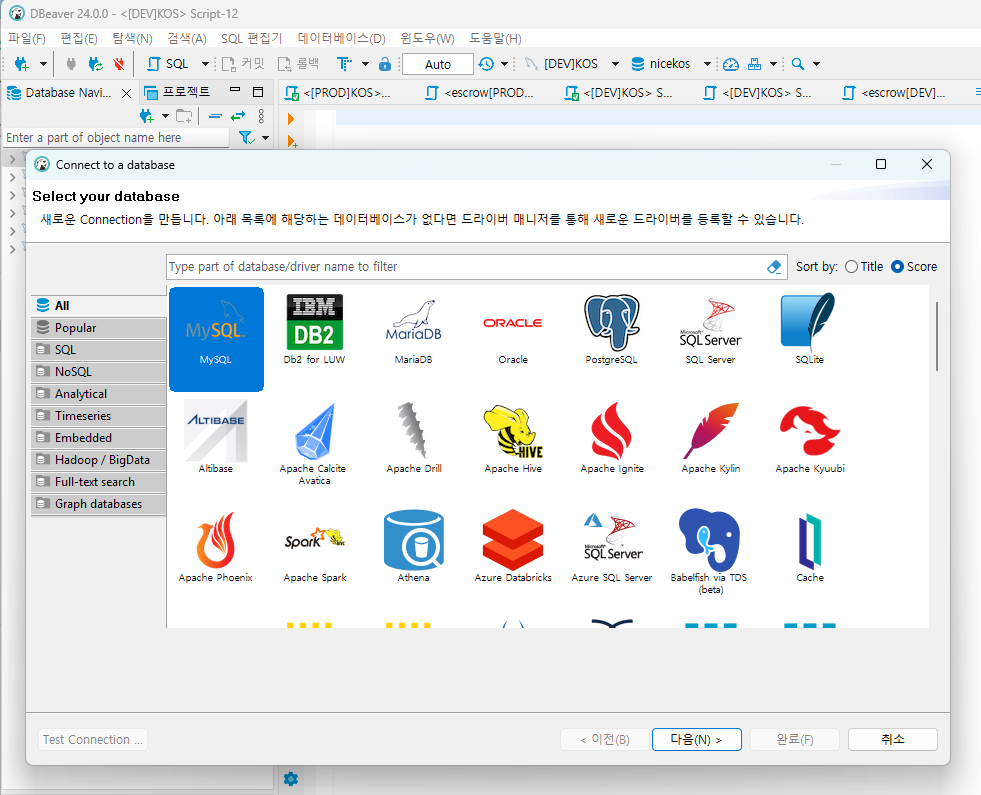 DBeaver 24.0.0 - <[DEV]KOS> Script-12
파일(F) 편집(E) 탐색(N) 검색(A) SQL 편집기 데이터베이스(D) 윈도우(W) 도움말(H)
SQL 커밋 롤백 Auto [DEV]KOS nicekos
Database Navi... 프로젝트 <[PROD]KOS>... <escrow[PROD... <[DEV]KOS> S... <[DEV]KOS> S... <escrow[DEV]...
Enter a part of object name here
Connect to a database
Select your database
새로운 Connection을 만듭니다. 아래 목록에 해당하는 데이터베이스가 없다면 드라이버 매니저를 통해 새로운 드라이버를 등록할 수 있습니다.
Type part of database/driver name to filter Sort by: Title Score
All
Popular
SQL
NoSQL
Analytical
Timeseries
Embedded
Hadoop / BigData
Full-text search
Graph databases
MySQL IBM DB2 MariaDB ORACLE Microsoft SQL Server
MySQL Db2 for LUW MariaDB Oracle PostgreSQL SQL Server SQLite
ALTIBASE HIVE
Altibase Apache Calcite Avatica Apache Drill Apache Hive Apache Ignite Apache Kylin Apache Kyuubi
Spark HIVE Microsoft SQL Server
Apache Phoenix Apache Spark Athena Azure Databricks Azure SQL Server Babelfish via TDS (beta) Cache
Test Connection ... < 이전(B) 다음(N) > 완료(F) 취소